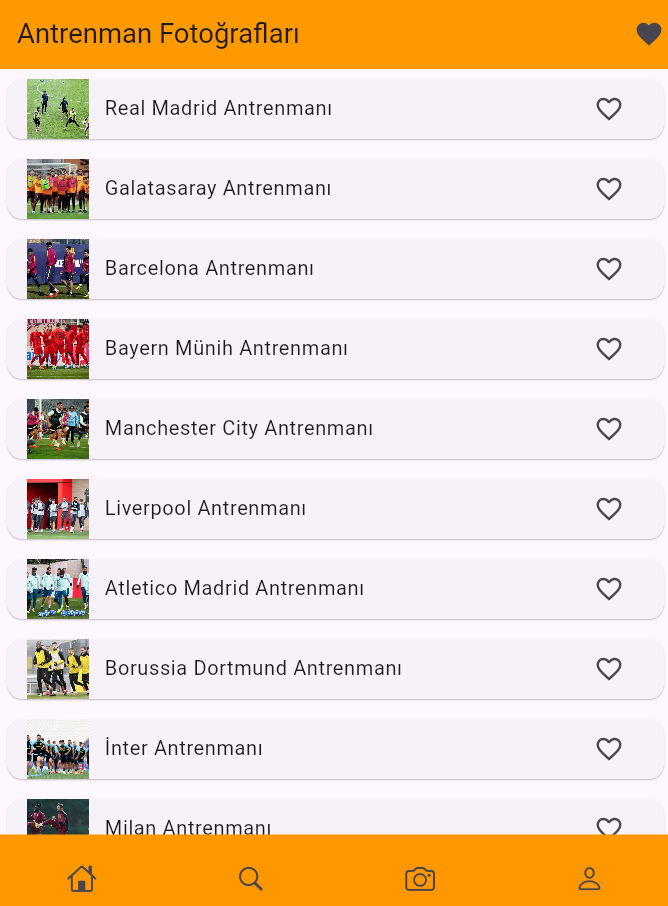 Antrenman Fotoğrafları
Real Madrid Antrenmanı
Galatasaray Antrenmanı
Barcelona Antrenmanı
Bayern Münih Antrenmanı
Manchester City Antrenmanı
Liverpool Antrenmanı
Atletico Madrid Antrenmanı
Borussia Dortmund Antrenmanı
İnter Antrenmanı
Milan Antrenmanı